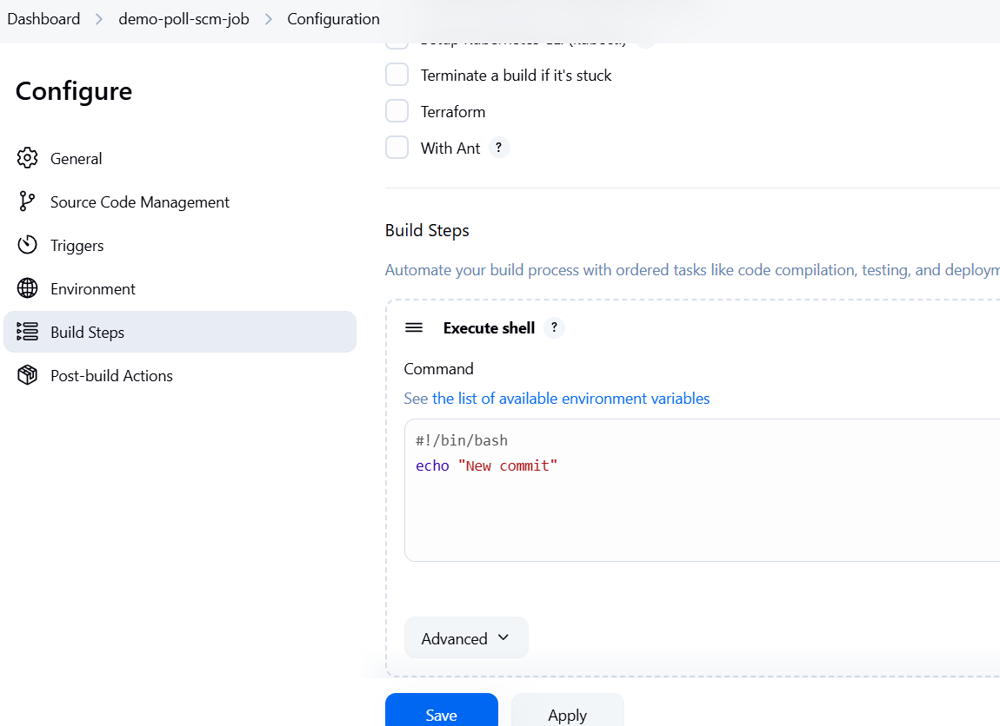 Dashboard > demo-poll-scm-job > Configuration
Configure
General
Source Code Management
Triggers
Environment
Build Steps
Post-build Actions
Terminate a build if it's stuck
Terraform
With Ant ?
Build Steps
Automate your build process with ordered tasks like code compilation, testing, and
Execute shell ?
Command
See the list of available environment variables
#!/bin/bash
echo "New commit"
Advanced
Save
Apply